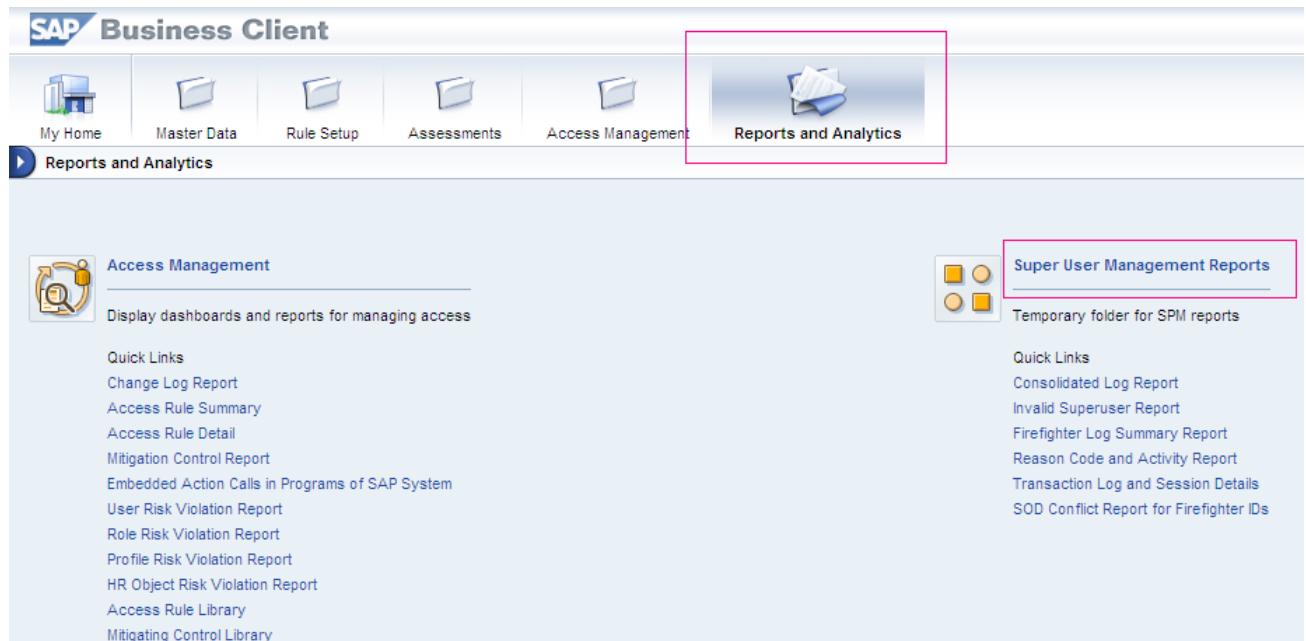 SAP Business Client
My Home Master Data Rule Setup Assessments Access Management Reports and Analytics
Reports and Analytics
Access Management
Display dashboards and reports for managing access
Quick Links
Change Log Report
Access Rule Summary
Access Rule Detail
Mitigation Control Report
Embedded Action Calls in Programs of SAP System
User Risk Violation Report
Role Risk Violation Report
Profile Risk Violation Report
HR Object Risk Violation Report
Access Rule Library
Mitigating Control Library
Super User Management Reports
Temporary folder for SPM reports
Quick Links
Consolidated Log Report
Invalid Superuser Report
Firefighter Log Summary Report
Reason Code and Activity Report
Transaction Log and Session Details
SOD Conflict Report for Firefighter IDs